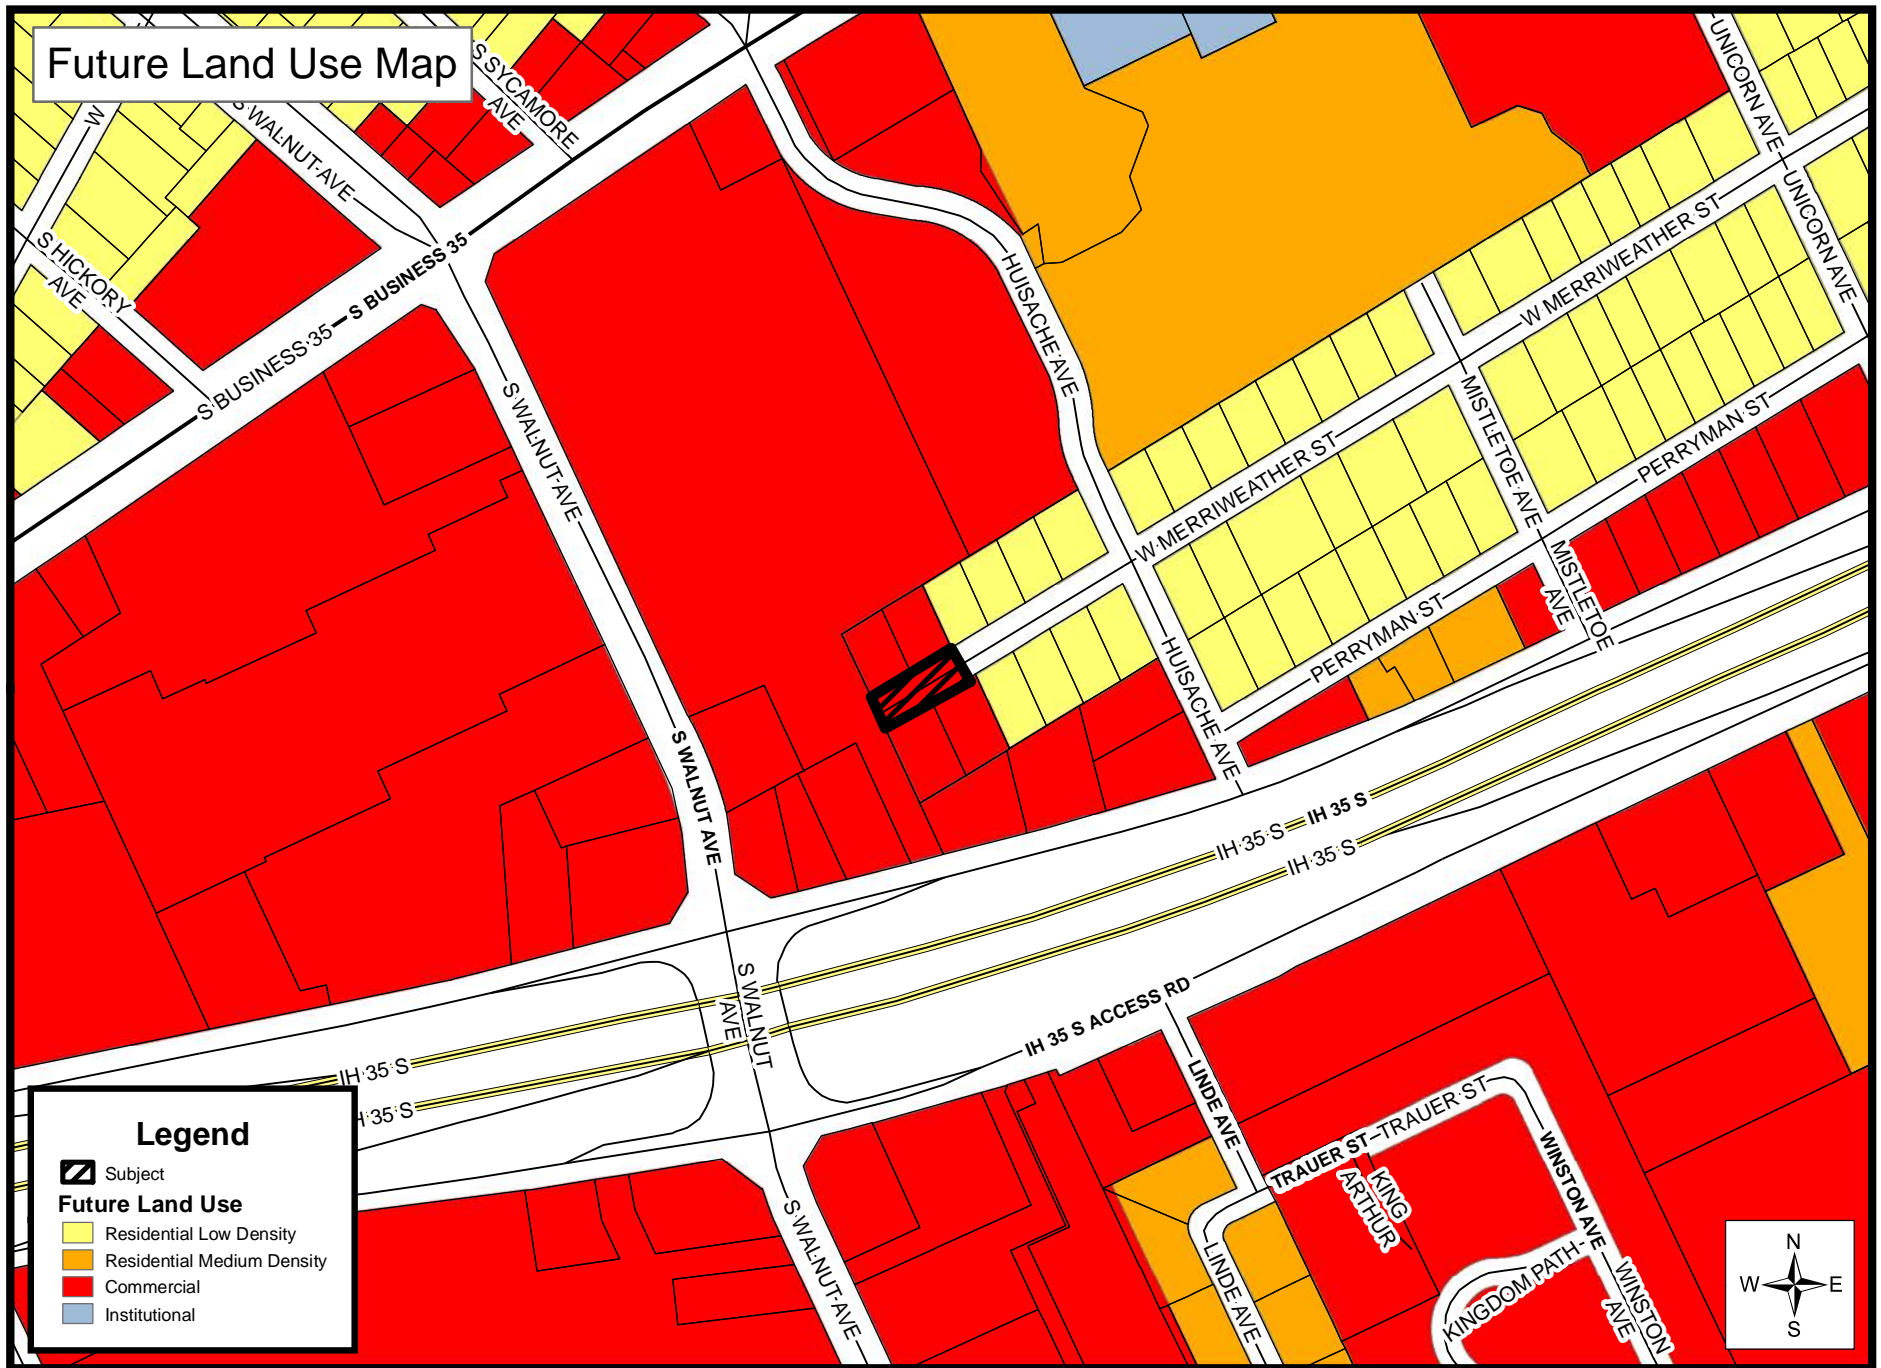 Future Land Use Map
W
S WALNUT AVE
S SYCAMORE
AVE
S HICKORY
AVE
S BUSINESS 35
S BUSINESS 35
S WALNUT AVE
HUISACHE AVE
UNICORN AVE
UNICORN AVE
W MERRIWEATHER ST
W MERRIWEATHER ST
MISTLETOE AVE
PERRYMAN ST
PERRYMAN ST
MISTLETOE
AVE
HUISACHE AVE
S WALNUT AVE
IH 35 S
IH 35 S
IH 35 S
S WALNUT
AVE
IH 35 S ACCESS RD
IH 35 S
H 35 S
LINDE AVE
TRAUER ST
TRAUER ST
KING
ARTHUR
WINSTON AVE
WINSTON
AVE
KINGDOM PATH
LINDE AVE
S WALNUT AVE
Legend
Subject
Future Land Use
Residential Low Density
Residential Medium Density
Commercial
Institutional
N
W E
S